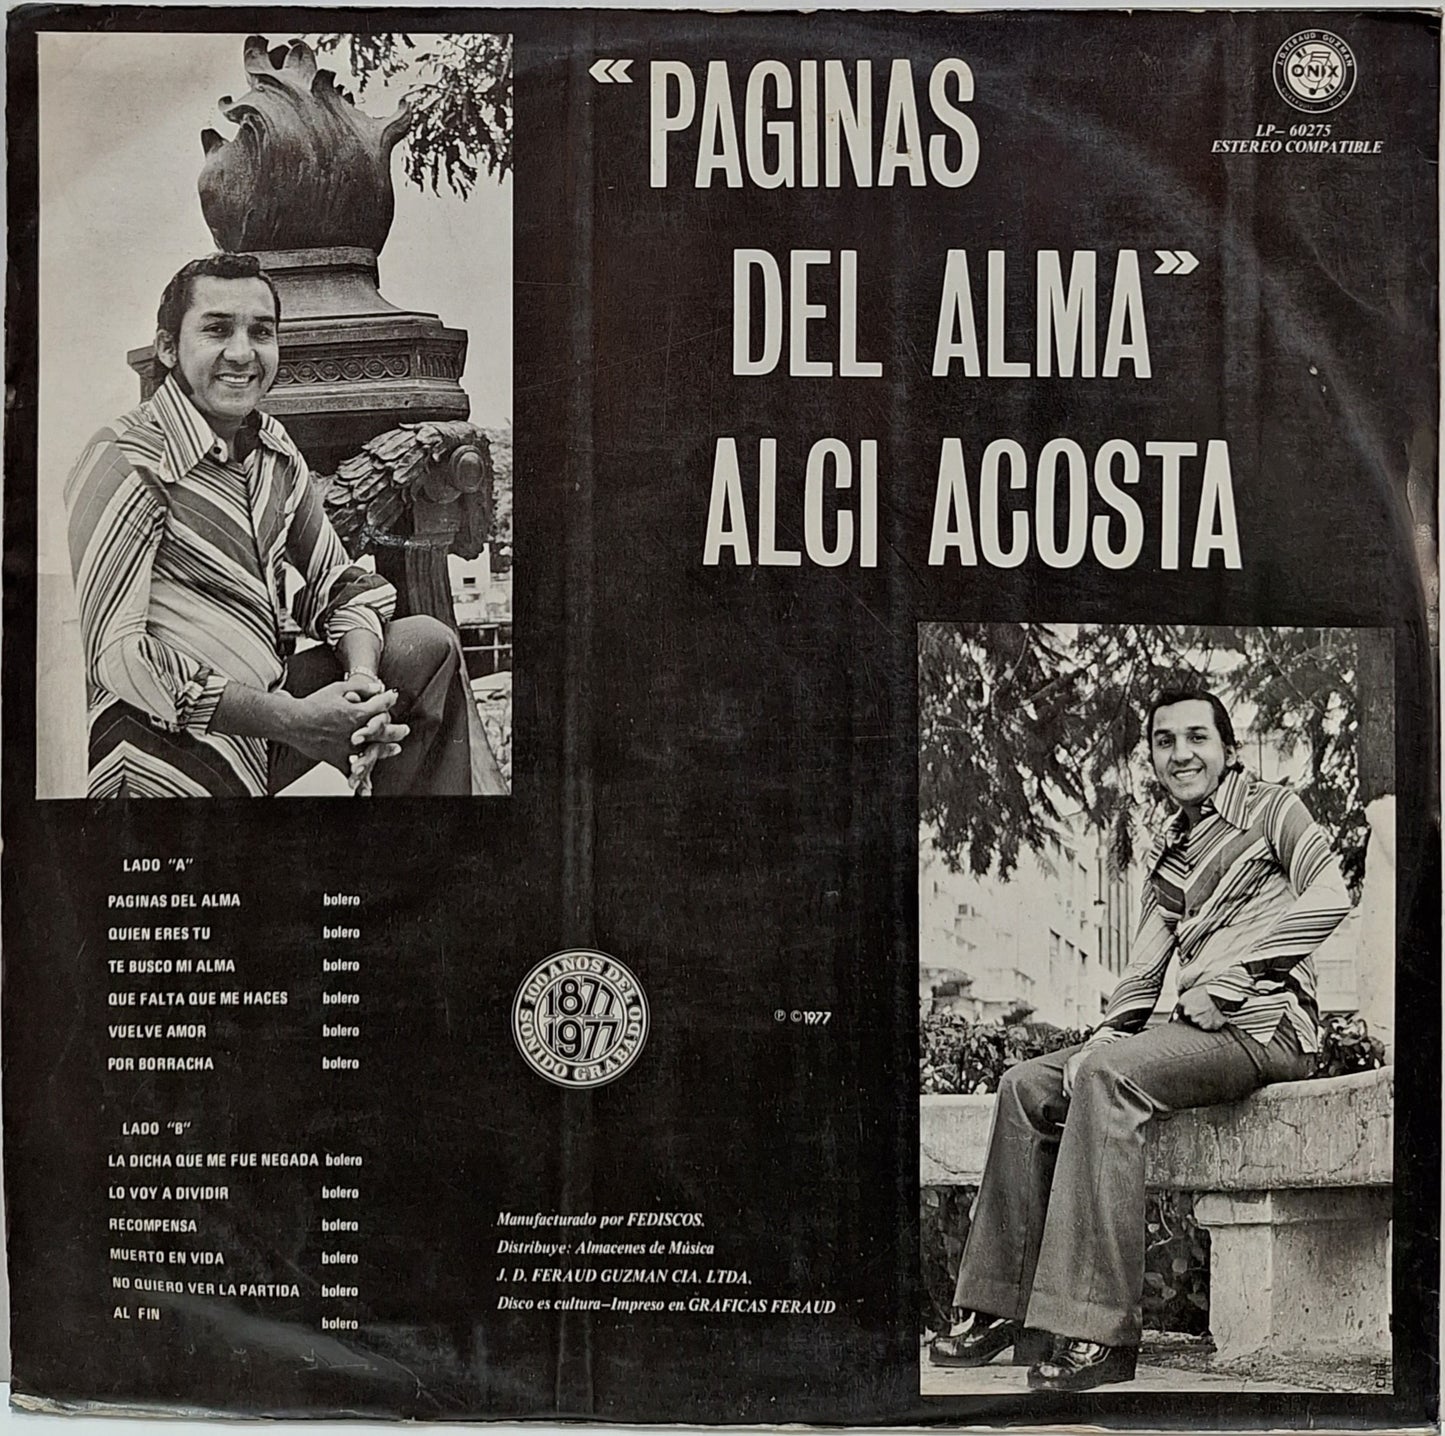 « PAGINAS
DEL ALMA»
ALCI ACOSTA
J.D. FERAUD GUZMAN
ONIX
LP- 60275
ESTEREO COMPATIBLE
LADO "A"
PAGINAS DEL ALMA bolero
QUIEN ERES TU bolero
TE BUSCO MI ALMA bolero
QUE FALTA QUE ME HACES bolero
VUELVE AMOR bolero
POR BORRACHA bolero
LADO "B"
LA DICHA QUE ME FUE NEGADA bolero
LO VOY A DIVIDIR bolero
RECOMPENSA bolero
MUERTO EN VIDA bolero
NO QUIERO VER LA PARTIDA bolero
AL FIN bolero
100 ANOS DEL
1877
1977
SONIDO GRABADO
℗ ©1977
Manufacturado por FEDISCOS.
Distribuye: Almacenes de Música
J. D. FERAUD GUZMAN CIA. LTDA.
Disco es cultura-Impreso en GRAFICAS FERAUD